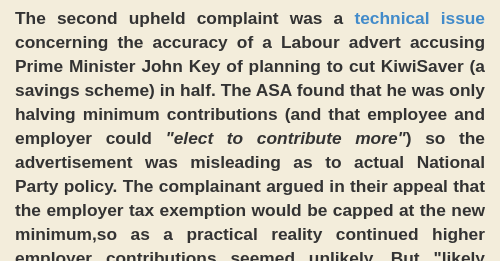 The second upheld complaint was a technical issue
concerning the accuracy of a Labour advert accusing
Prime Minister John Key of planning to cut KiwiSaver (a
savings scheme) in half. The ASA found that he was only
halving minimum contributions (and that employee and
employer could "elect to contribute more") so the
advertisement was misleading as to actual National
Party policy. The complainant argued in their appeal that
the employer tax exemption would be capped at the new
minimum,so as a practical reality continued higher
employer contributions seemed unlikely. But "likely